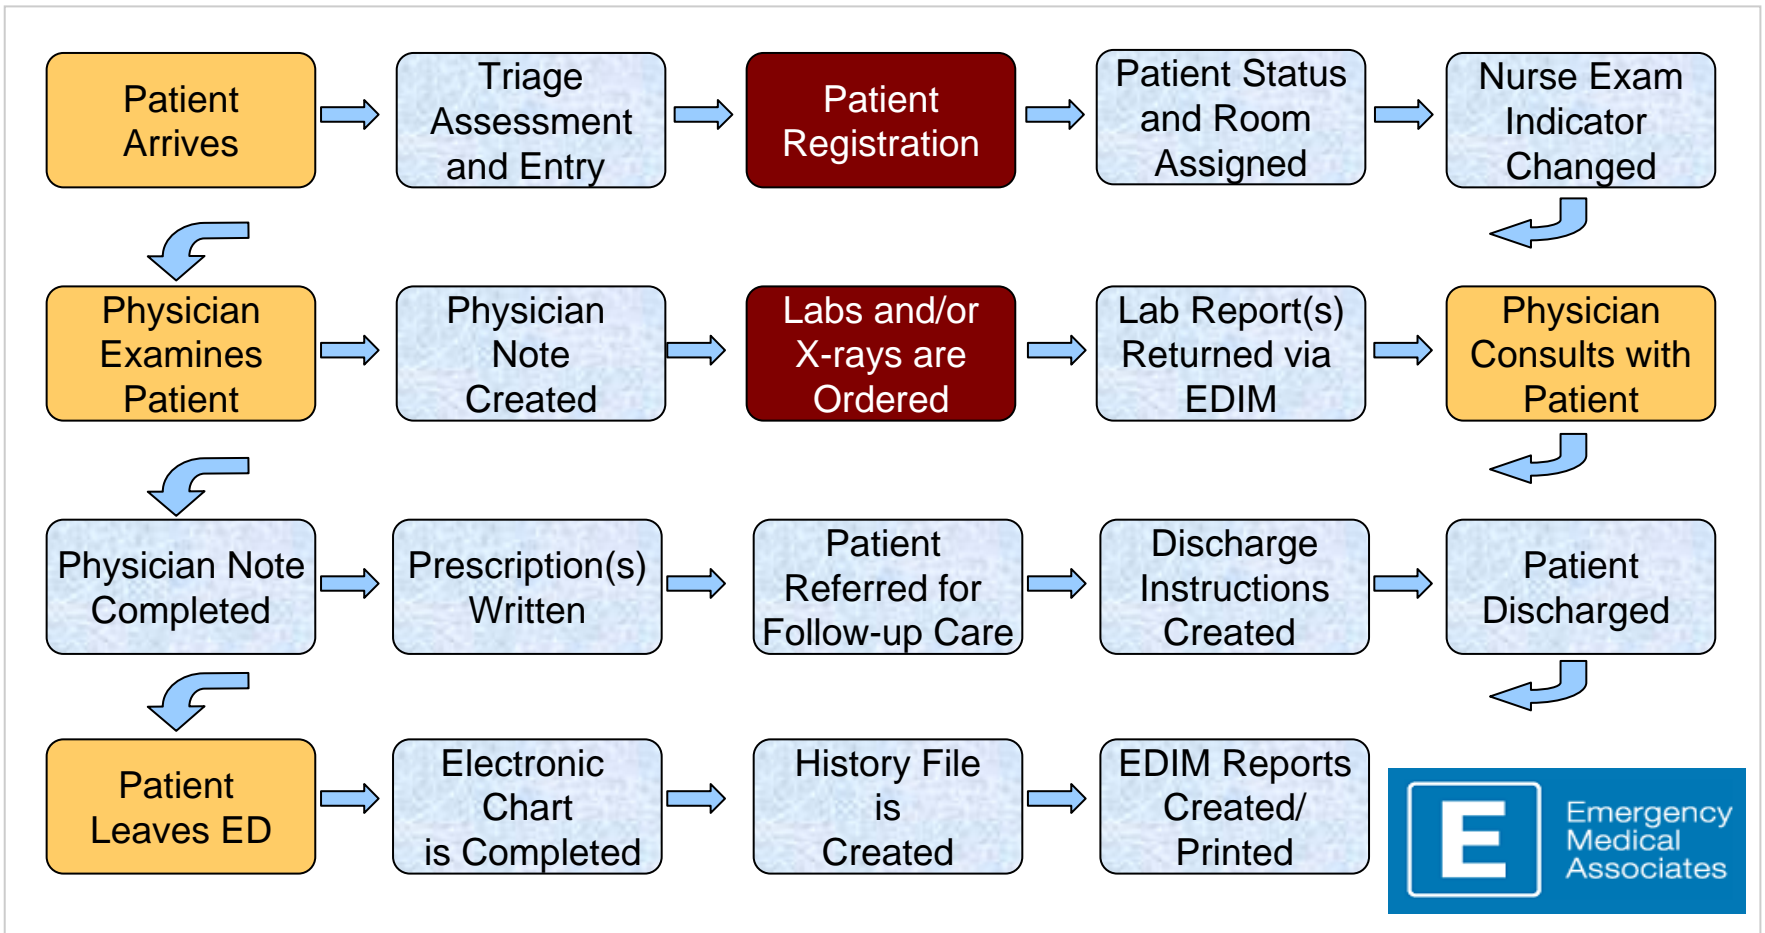 Patient
Arrives
Triage
Assessment
and Entry
Patient
Registration
Patient Status
and Room
Assigned
Nurse Exam
Indicator
Changed
Physician
Examines
Patient
Physician
Note
Created
Labs and/or
X-rays are
Ordered
Lab Report(s)
Returned via
EDIM
Physician
Consults with
Patient
Physician Note
Completed
Prescription(s)
Written
Patient
Referred for
Follow-up Care
Discharge
Instructions
Created
Patient
Discharged
Patient
Leaves ED
Electronic
Chart
is Completed
History File
is
Created
EDIM Reports
Created/
Printed
E
Emergency
Medical
Associates